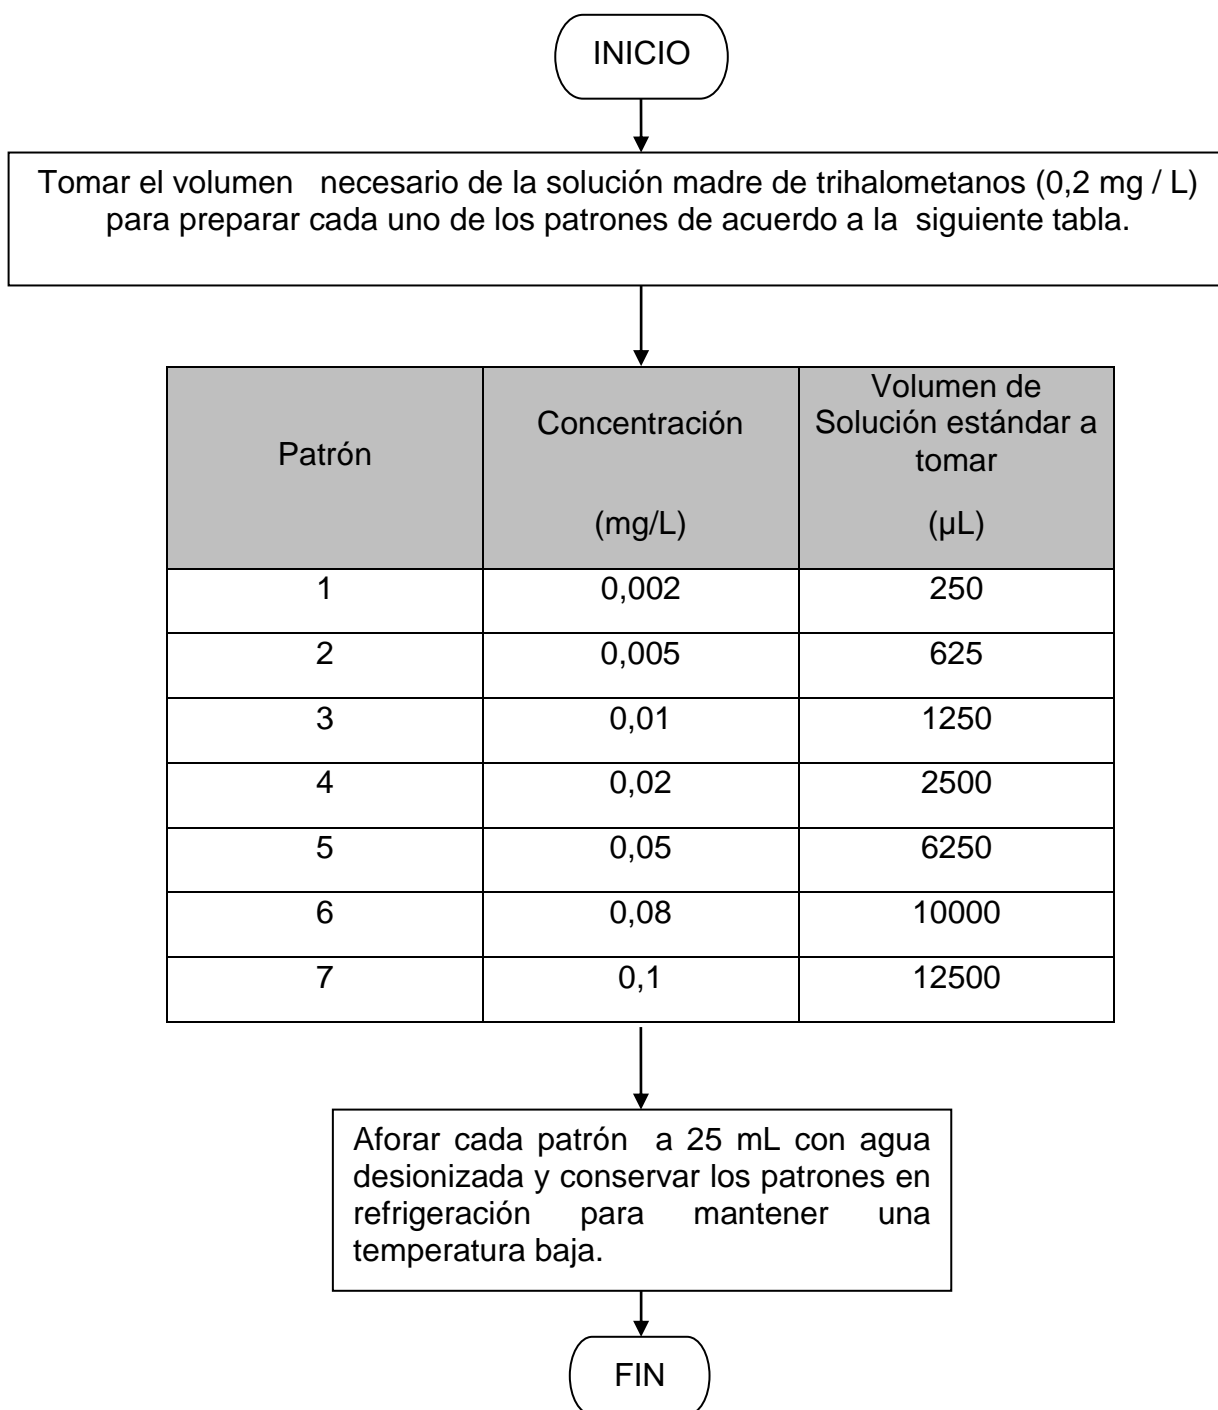 INICIO
Tomar el volumen necesario de la solución madre de trihalometanos (0,2 mg / L)
para preparar cada uno de los patrones de acuerdo a la siguiente tabla.
Patrón
Concentración
(mg/L)
Volumen de
Solución estándar a
tomar
(µL)
1 0,002 250
2 0,005 625
3 0,01 1250
4 0,02 2500
5 0,05 6250
6 0,08 10000
7 0,1 12500
Aforar cada patrón a 25 mL con agua
desionizada y conservar los patrones en
refrigeración para mantener una
temperatura baja.
FIN